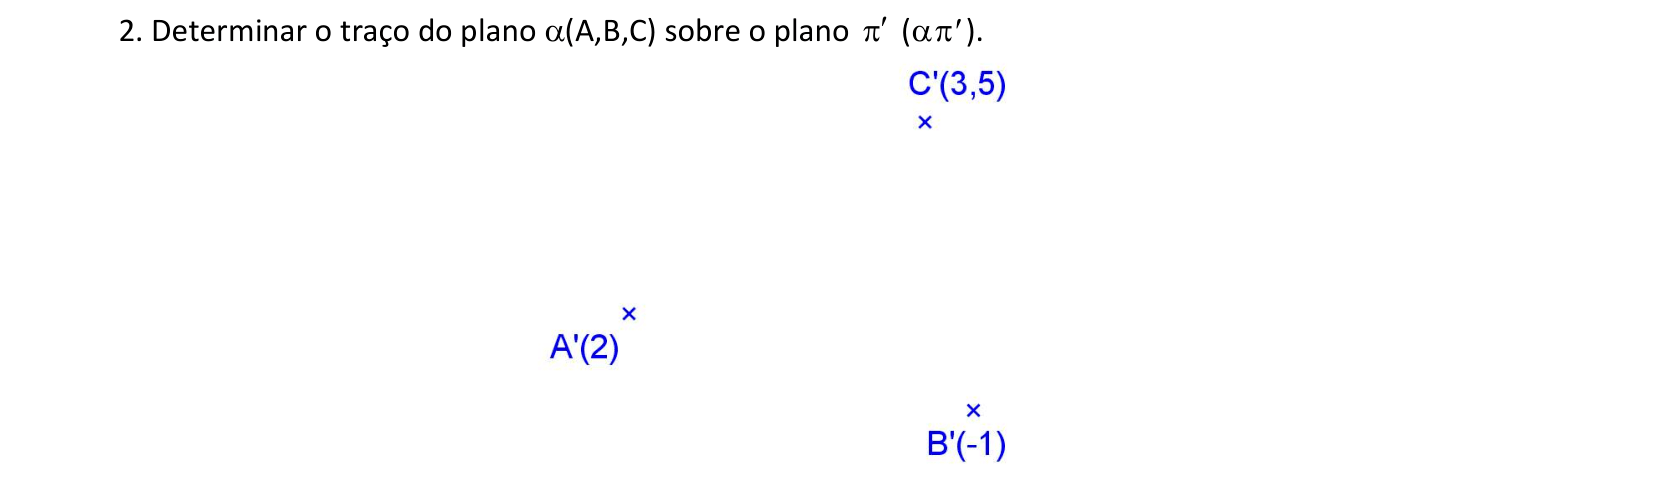 2. Determinar o traço do plano α(A,B,C) sobre o plano π′ (απ′).
C'(3,5)
A'(2)
B'(-1)